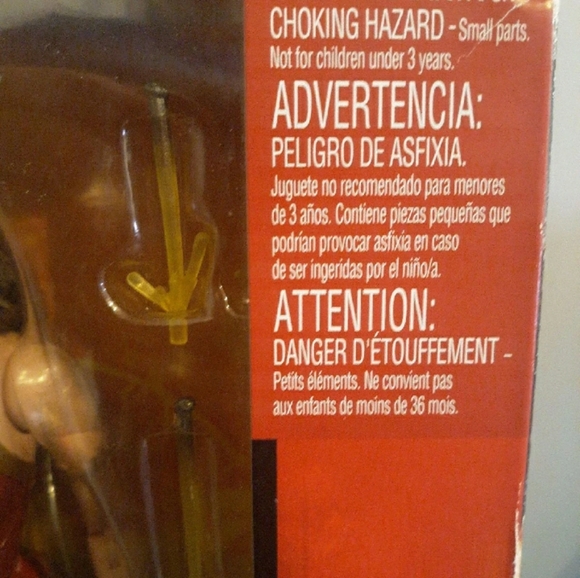 CHOKING HAZARD - Small parts.
Not for children under 3 years.
ADVERTENCIA:
PELIGRO DE ASFIXIA.
Juguete no recomendado para menores
de 3 años. Contiene piezas pequeñas que
podrían provocar asfixia en caso
de ser ingeridas por el niño/a.
ATTENTION:
DANGER D'ÉTOUFFEMENT -
Petits éléments. Ne convient pas
aux enfants de moins de 36 mois.